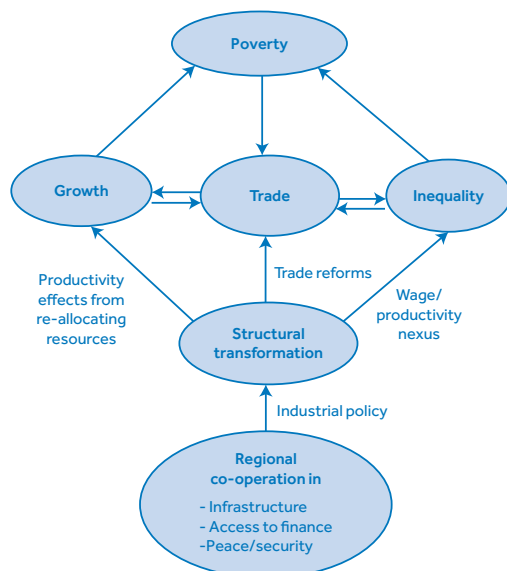 Poverty
Growth
Trade
Inequality
Productivity
effects from
re-allocating
resources
Trade reforms
Wage/
productivity
nexus
Structural
transformation
Industrial policy
Regional
co-operation in
- Infrastructure
- Access to finance
-Peace/security